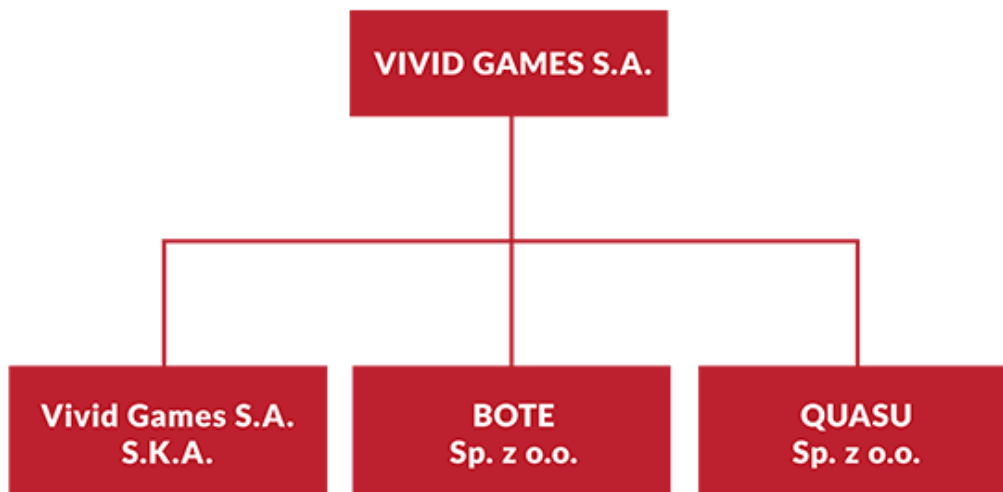 VIVID GAMES S.A.
Vivid Games S.A.
S.K.A.
BOTE
Sp. z o.o.
QUASU
Sp. z o.o.